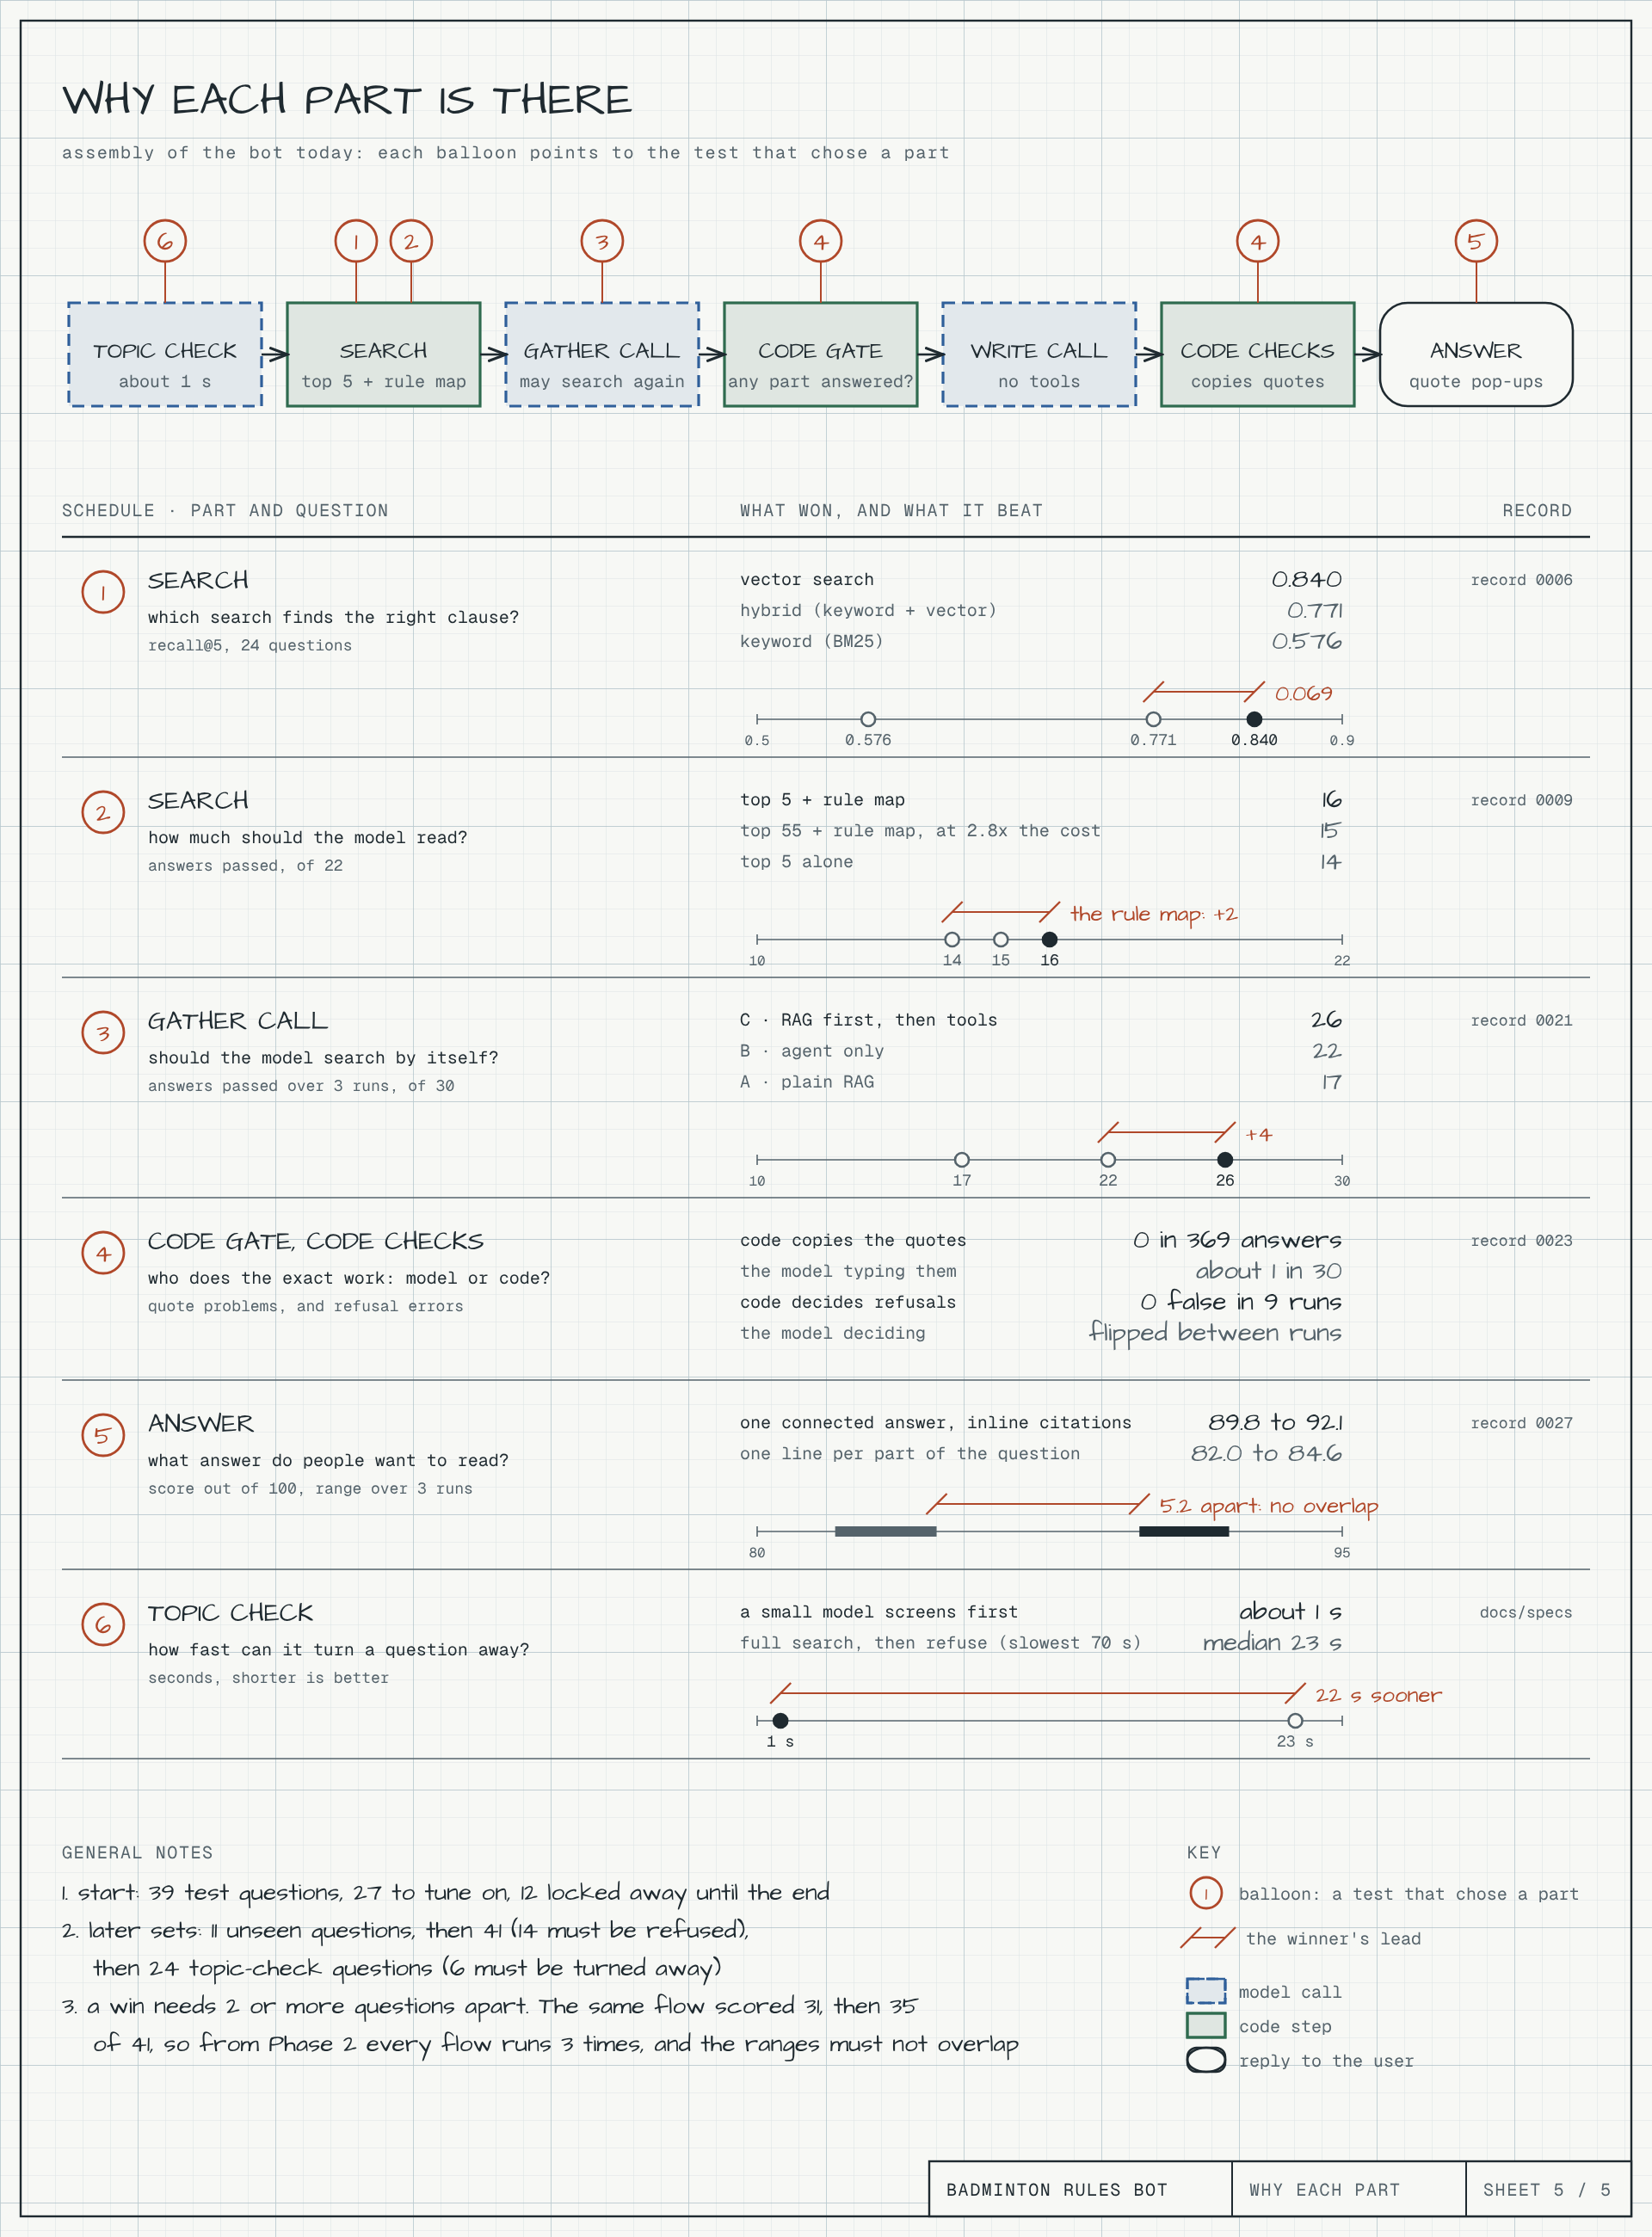 WHY EACH PART IS THERE
assembly of the bot today: each balloon points to the test that chose a part
6 1 2 3 4 4 5
TOPIC CHECK
about 1 s
SEARCH
top 5 + rule map
GATHER CALL
may search again
CODE GATE
any part answered?
WRITE CALL
no tools
CODE CHECKS
copies quotes
ANSWER
quote pop-ups
SCHEDULE · PART AND QUESTION WHAT WON, AND WHAT IT BEAT RECORD
1 SEARCH
which search finds the right clause?
recall@5, 24 questions
vector search 0.840 record 0006
hybrid (keyword + vector) 0.771
keyword (BM25) 0.576
0.069
0.5 0.576 0.771 0.840 0.9
2 SEARCH
how much should the model read?
answers passed, of 22
top 5 + rule map 16 record 0009
top 55 + rule map, at 2.8x the cost 15
top 5 alone 14
the rule map: +2
10 14 15 16 22
3 GATHER CALL
should the model search by itself?
answers passed over 3 runs, of 30
C · RAG first, then tools 26 record 0021
B · agent only 22
A · plain RAG 17
+4
10 17 22 26 30
4 CODE GATE, CODE CHECKS
who does the exact work: model or code?
quote problems, and refusal errors
code copies the quotes 0 in 369 answers record 0023
the model typing them about 1 in 30
code decides refusals 0 false in 9 runs
the model deciding flipped between runs
5 ANSWER
what answer do people want to read?
score out of 100, range over 3 runs
one connected answer, inline citations 89.8 to 92.1 record 0027
one line per part of the question 82.0 to 84.6
5.2 apart: no overlap
80 95
6 TOPIC CHECK
how fast can it turn a question away?
seconds, shorter is better
a small model screens first about 1 s docs/specs
full search, then refuse (slowest 70 s) median 23 s
22 s sooner
1 s 23 s
GENERAL NOTES
1. start: 39 test questions, 27 to tune on, 12 locked away until the end
2. later sets: 11 unseen questions, then 41 (14 must be refused),
then 24 topic-check questions (6 must be turned away)
3. a win needs 2 or more questions apart. The same flow scored 31, then 35
of 41, so from Phase 2 every flow runs 3 times, and the ranges must not overlap
KEY
1 balloon: a test that chose a part
the winner's lead
model call
code step
reply to the user
BADMINTON RULES BOT WHY EACH PART SHEET 5 / 5